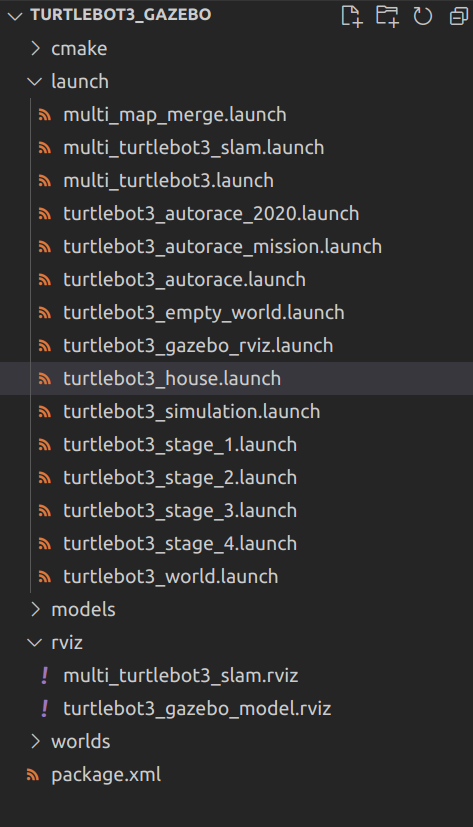 TURTLEBOT3_GAZEBO
cmake
launch
multi_map_merge.launch
multi_turtlebot3_slam.launch
multi_turtlebot3.launch
turtlebot3_autorace_2020.launch
turtlebot3_autorace_mission.launch
turtlebot3_autorace.launch
turtlebot3_empty_world.launch
turtlebot3_gazebo_rviz.launch
turtlebot3_house.launch
turtlebot3_simulation.launch
turtlebot3_stage_1.launch
turtlebot3_stage_2.launch
turtlebot3_stage_3.launch
turtlebot3_stage_4.launch
turtlebot3_world.launch
models
rviz
! multi_turtlebot3_slam.rviz
! turtlebot3_gazebo_model.rviz
worlds
package.xml